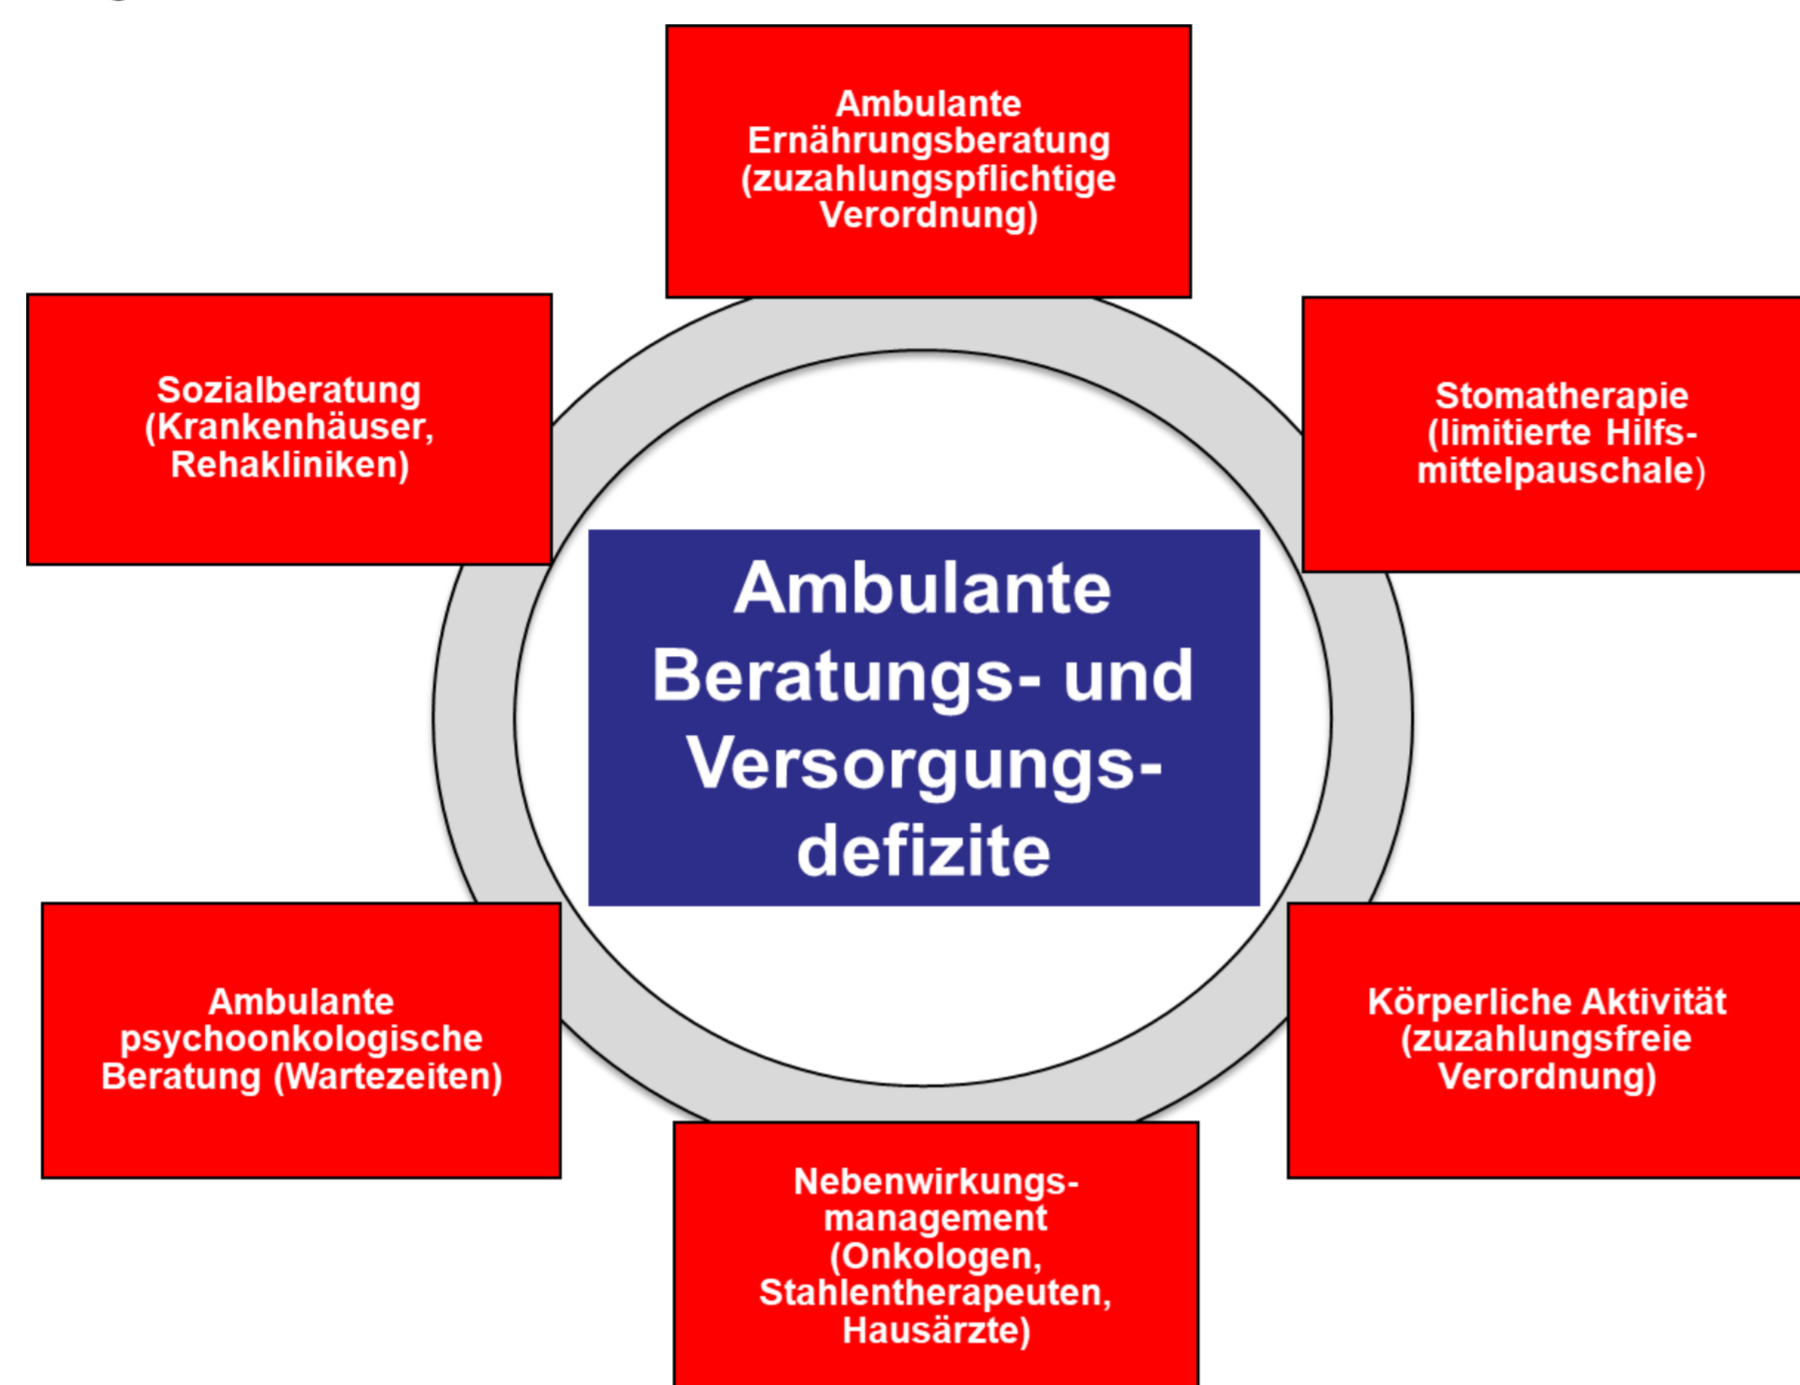 Ambulante
Ernährungsberatung
(zuzahlungspflichtige
Verordnung)
Sozialberatung
(Krankenhäuser,
Rehakliniken)
Stomatherapie
(limitierte Hilfs-
mittelpauschale)
Ambulante
Beratungs- und
Versorgungs-
defizite
Ambulante
psychoonkologische
Beratung (Wartezeiten)
Körperliche Aktivität
(zuzahlungsfreie
Verordnung)
Nebenwirkungs-
management
(Onkologen,
Stahlentherapeuten,
Hausärzte)